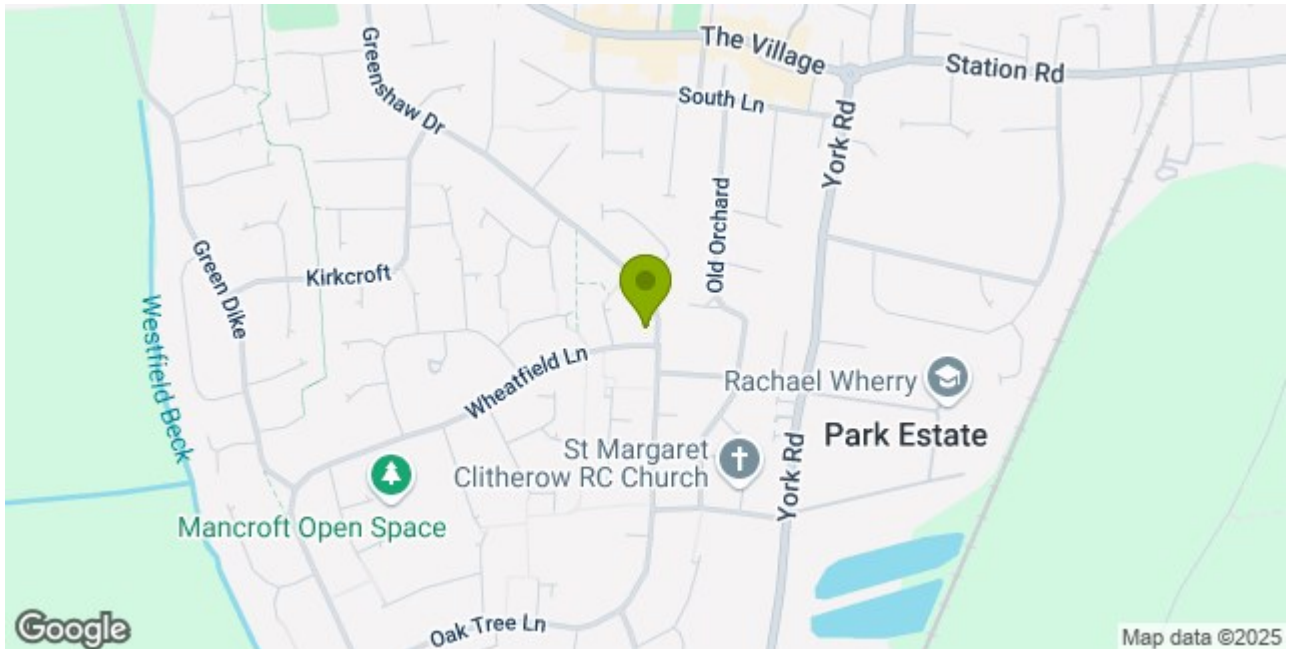 The Village
Station Rd
Greenshaw Dr
South Ln
York Rd
Old Orchard
Green Dike
Kirkcroft
Westfield Beck
Wheatfield Ln
Rachael Wherry
Park Estate
St Margaret
Clitherow RC Church
York Rd
Mancroft Open Space
Oak Tree Ln
Google
Map data ©2025